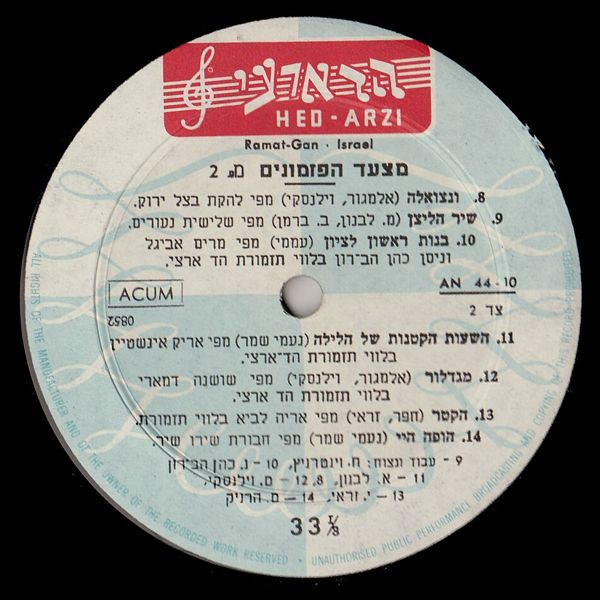 הד־ארצי
HED-ARZI
Ramat-Gan · Israel
מצעד הפזמונים מס. 2
8. ונצואלה (אלמגור, וילנסקי) מפי להקת בצל ירוק.
9. שיר הליצן (מ. לבנון, ב. ברמן) מפי שלישית נעורים.
10. בנות ראשון לציון (עממי) מפי מרים אביגל
וניסן כהן הב־רון בלווי תזמורת הד ארצי.
ACUM
0852
AN 44-10
צד 2
11. השעות הקטנות של הלילה (נעמי שמר) מפי אריק אינשטיין
בלווי תזמורת הד־ארצי.
12. מגדלור (אלמגור, וילנסקי) מפי שושנה דמארי
בלווי תזמורת הד ארצי.
13. הקטר (חפר, זראי) מפי אריה לביא בלווי תזמורת.
14. הופה היי (נעמי שמר) מפי חבורת שירו שיר.
9 - עבוד ונצוח: ח. וינטרניץ, 10 - נ. כהן הב־רון
11 - א. לבנון, 8,12 - מ. וילנסקי,
13 - י. זראי, 14 - מ. הרניק
33⅓
ALL RIGHTS OF THE MANUFACTURER AND OF THE OWNER OF THE RECORDED WORK RESERVED • UNAUTHORISED PUBLIC PERFORMANCE BROADCASTING AND COPYING OF THIS RECORD PROHIBITED